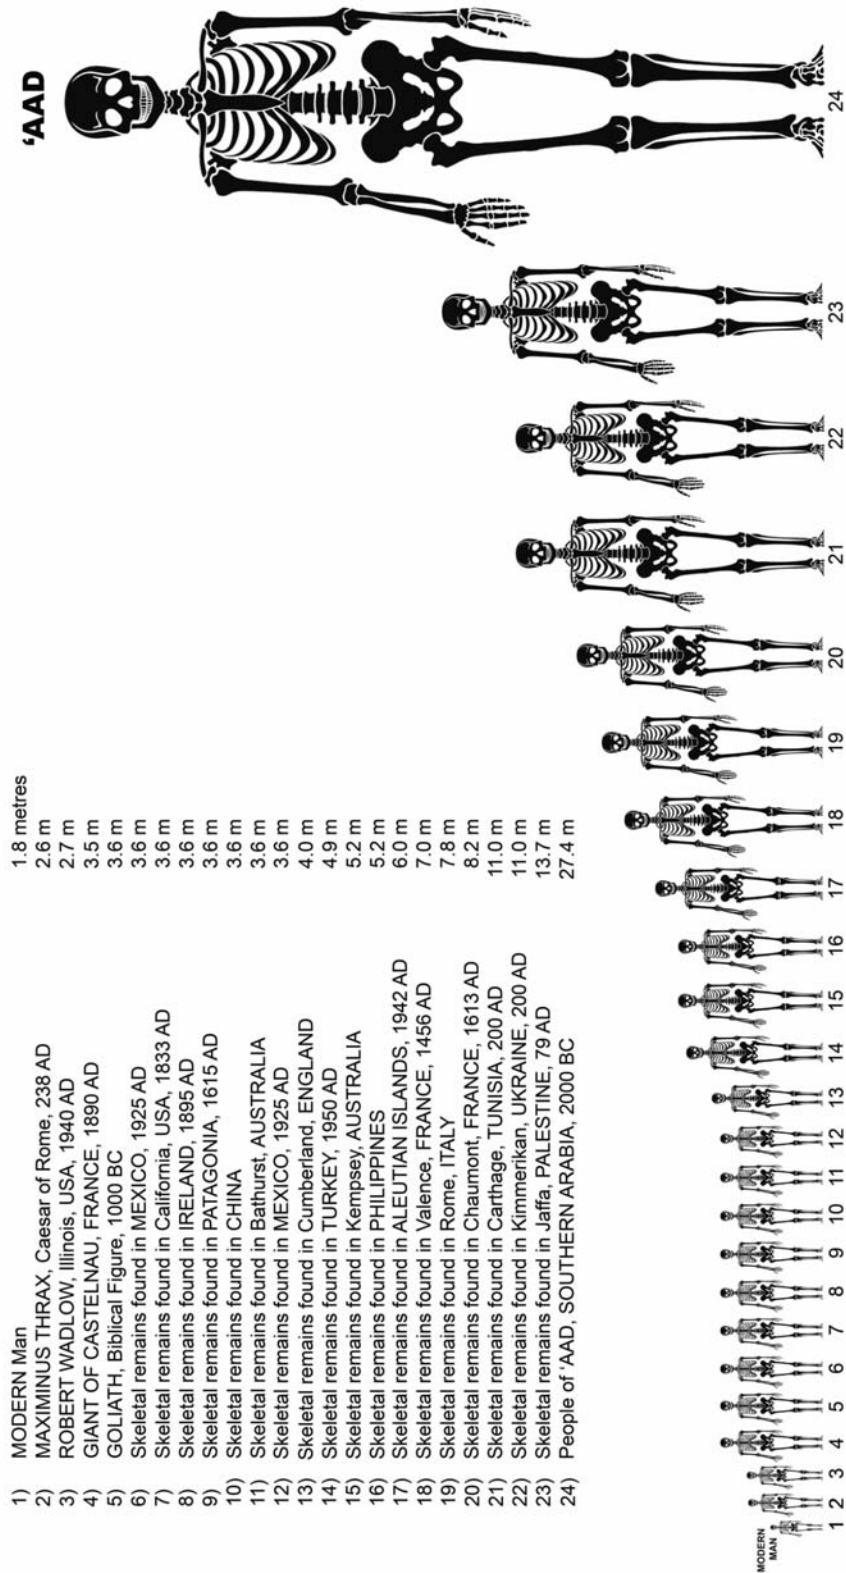 1) MODERN Man 1.8 metres
2) MAXIMINUS THRAX, Caesar of Rome, 238 AD 2.6 m
3) ROBERT WADLOW, Illinois, USA, 1940 AD 2.7 m
4) GIANT OF CASTELNAU, FRANCE, 1890 AD 3.5 m
5) GOLIATH, Biblical Figure, 1000 BC 3.6 m
6) Skeletal remains found in MEXICO, 1925 AD 3.6 m
7) Skeletal remains found in California, USA, 1833 AD 3.6 m
8) Skeletal remains found in IRELAND, 1895 AD 3.6 m
9) Skeletal remains found in PATAGONIA, 1615 AD 3.6 m
10) Skeletal remains found in CHINA 3.6 m
11) Skeletal remains found in Bathurst, AUSTRALIA 3.6 m
12) Skeletal remains found in MEXICO, 1925 AD 3.6 m
13) Skeletal remains found in Cumberland, ENGLAND 4.0 m
14) Skeletal remains found in TURKEY, 1950 AD 4.9 m
15) Skeletal remains found in Kempsey, AUSTRALIA 5.2 m
16) Skeletal remains found in PHILIPPINES 5.2 m
17) Skeletal remains found in ALEUTIAN ISLANDS, 1942 AD 6.0 m
18) Skeletal remains found in Valence, FRANCE, 1456 AD 7.0 m
19) Skeletal remains found in Rome, ITALY 7.8 m
20) Skeletal remains found in Chaumont, FRANCE, 1613 AD 8.2 m
21) Skeletal remains found in Carthage, TUNISIA, 200 AD 11.0 m
22) Skeletal remains found in Kimmerikan, UKRAINE, 200 AD 11.0 m
23) Skeletal remains found in Jaffa, PALESTINE, 79 AD 13.7 m
24) People of 'AAD, SOUTHERN ARABIA, 2000 BC 27.4 m
'AAD
MODERN
MAN
1 2 3 4 5 6 7 8 9 10 11 12 13 14 15 16 17 18 19 20 21 22 23 24